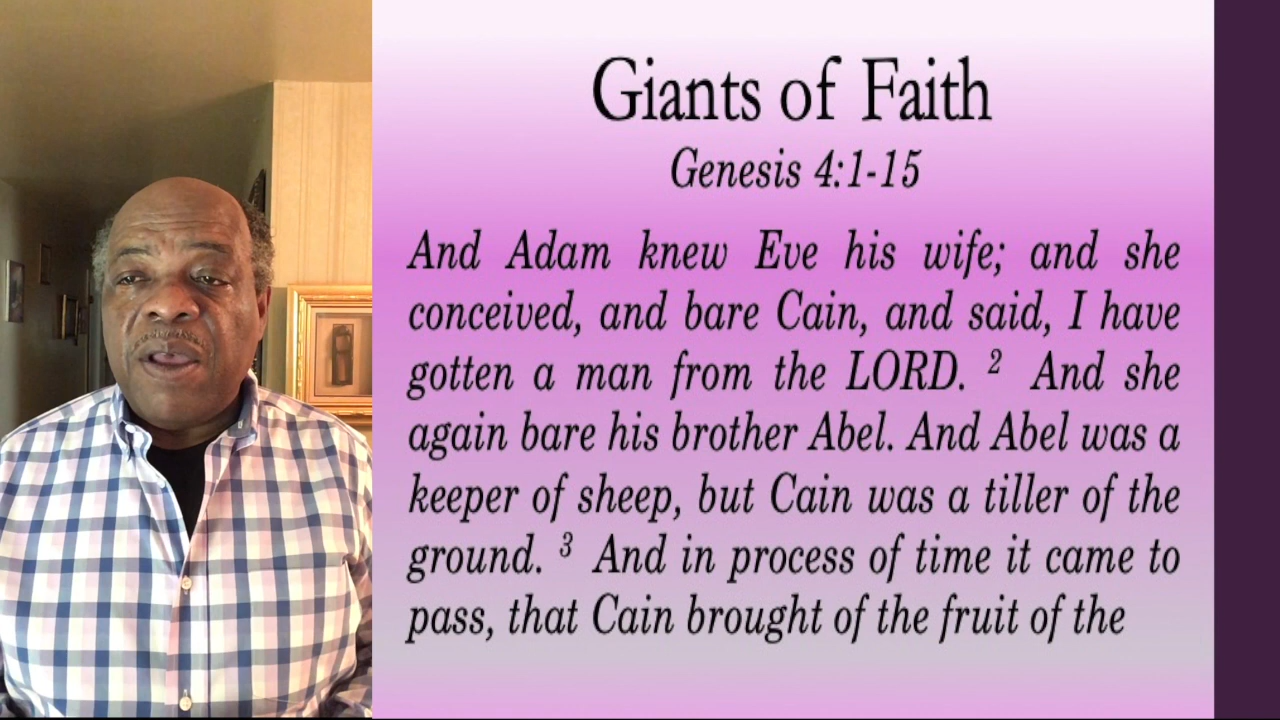 Giants of Faith
Genesis 4:1-15
And Adam knew Eve his wife; and she
conceived, and bare Cain, and said, I have
gotten a man from the LORD. ² And she
again bare his brother Abel. And Abel was a
keeper of sheep, but Cain was a tiller of the
ground. ³ And in process of time it came to
pass, that Cain brought of the fruit of the